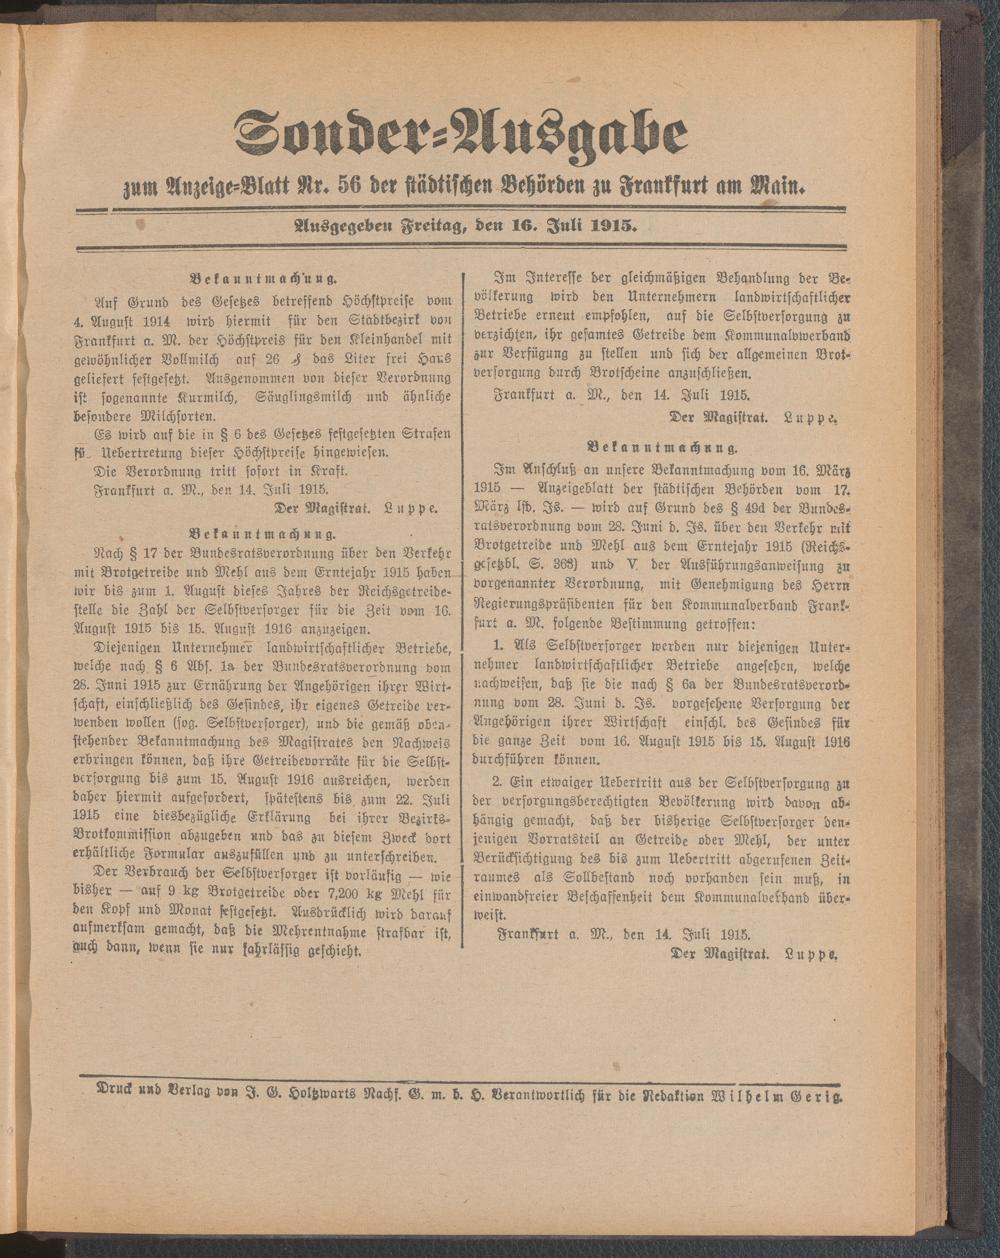 Sonder-Ausgabe
zum Anzeige-Blatt Nr. 56 der städtischen Behörden zu Frankfurt am Main.
Ausgegeben Freitag, den 16. Juli 1915.
Bekanntmachung.
Auf Grund des Gesetzes betreffend Höchstpreise vom
4. August 1914 wird hiermit für den Stadtbezirk von
Frankfurt a. M. der Höchstpreis für den Kleinhandel mit
gewöhnlicher Vollmilch auf 26 ₰ das Liter frei Haus
geliefert festgesetzt. Ausgenommen von dieser Verordnung
ist sogenannte Kurmilch, Säuglingsmilch und ähnliche
besondere Milchsorten.
Es wird auf die in § 6 des Gesetzes festgesetzten Strafen
fü Uebertretung dieser Höchstpreise hingewiesen.
Die Verordnung tritt sofort in Kraft.
Frankfurt a. M., den 14. Juli 1915.
Der Magistrat. Luppe.
Bekanntmachung.
Nach § 17 der Bundesratsverordnung über den Verkehr
mit Brotgetreide und Mehl aus dem Erntejahr 1915 haben
wir bis zum 1. August dieses Jahres der Reichsgetreide-
stelle die Zahl der Selbstversorger für die Zeit vom 16.
August 1915 bis 15. August 1916 anzuzeigen.
Diejenigen Unternehmer landwirtschaftlicher Betriebe,
welche nach § 6 Abs. 1a der Bundesratsverordnung vom
28. Juni 1915 zur Ernährung der Angehörigen ihrer Wirt-
schaft, einschließlich des Gesindes, ihr eigenes Getreide ver-
wenden wollen (sog. Selbstversorger), und die gemäß oben-
stehender Bekanntmachung des Magistrates den Nachweis
erbringen können, daß ihre Getreidevorräte für die Selbst-
versorgung bis zum 15. August 1916 ausreichen, werden
daher hiermit aufgefordert, spätestens bis zum 22. Juli
1915 eine diesbezügliche Erklärung bei ihrer Bezirks-
Brotkommission abzugeben und das zu diesem Zweck dort
erhältliche Formular auszufüllen und zu unterschreiben.
Der Verbrauch der Selbstversorger ist vorläufig — wie
bisher — auf 9 kg Brotgetreide oder 7,200 kg Mehl für
den Kopf und Monat festgesetzt. Ausdrücklich wird darauf
aufmerksam gemacht, daß die Mehrentnahme strafbar ist,
auch dann, wenn sie nur fahrlässig geschieht.
Im Interesse der gleichmäßigen Behandlung der Be-
völkerung wird den Unternehmern landwirtschaftlicher
Betriebe erneut empfohlen, auf die Selbstversorgung zu
verzichten, ihr gesamtes Getreide dem Kommunalvwerband
zur Verfügung zu stellen und sich der allgemeinen Brot-
versorgung durch Brotscheine anzuschließen.
Frankfurt a. M., den 14. Juli 1915.
Der Magistrat. Luppe.
Bekanntmachung.
Im Anschluß an unsere Bekanntmachung vom 16. März
1915 — Anzeigeblatt der städtischen Behörden vom 17.
März lfd. Js. — wird auf Grund des § 49d der Bundes-
ratsverordnung vom 28. Juni d. Js. über den Verkehr mit
Brotgetreide und Mehl aus dem Erntejahr 1915 (Reichs-
gesetzbl. S. 363) und V. der Ausführungsanweisung zu
vorgenannter Verordnung, mit Genehmigung des Herrn
Regierungspräsidenten für den Kommunalverband Frank-
furt a. M. folgende Bestimmung getroffen:
1. Als Selbstversorger werden nur diejenigen Unter-
nehmer landwirtschaftlicher Betriebe angesehen, welche
nachweisen, daß sie die nach § 6a der Bundesratsverord-
nung vom 28. Juni d. Js. vorgesehene Versorgung der
Angehörigen ihrer Wirtschaft einschl. des Gesindes für
die ganze Zeit vom 16. August 1915 bis 15. August 1916
durchführen können.
2. Ein etwaiger Uebertritt aus der Selbstversorgung zu
der versorgungsberechtigten Bevölkerung wird davon ab-
hängig gemacht, daß der bisherige Selbstversorger den-
jenigen Vorratsteil an Getreide oder Mehl, der unter
Berücksichtigung des bis zum Uebertritt abgerufenen Zeit-
raumes als Sollbestand noch vorhanden sein muß, in
einwandfreier Beschaffenheit dem Kommunalverband über-
weist.
Frankfurt a. M., den 14. Juli 1915.
Der Magistrat. Luppe.
Druck und Verlag von J. G. Holtzwarts Nachf. G. m. b. H. Verantwortlich für die Redaktion Wilhelm Gerig.